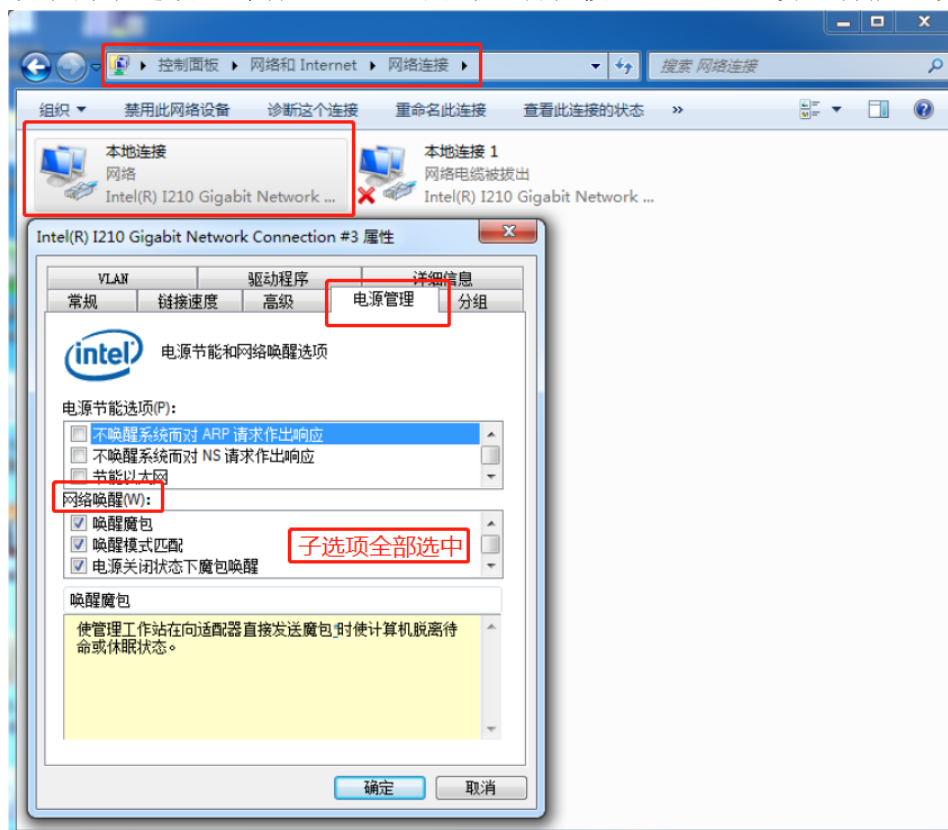 控制面板 ▸ 网络和 Internet ▸ 网络连接 ▸
搜索 网络连接
组织 ▼ 禁用此网络设备 诊断这个连接 重命名此连接 查看此连接的状态 »
本地连接
网络
Intel(R) I210 Gigabit Network ...
本地连接 1
网络电缆被拔出
Intel(R) I210 Gigabit Network ...
Intel(R) I210 Gigabit Network Connection #3 属性
VLAN 驱动程序 详细信息
常规 链接速度 高级 电源管理 分组
intel 电源节能和网络唤醒选项
电源节能选项(P):
不唤醒系统而对 ARP 请求作出响应
不唤醒系统而对 NS 请求作出响应
节能以太网
网络唤醒(W):
唤醒魔包
唤醒模式匹配
电源关闭状态下魔包唤醒
子选项全部选中
唤醒魔包
使管理工作站在向适配器直接发送魔包*时使计算机脱离待
命或休眠状态。
确定 取消